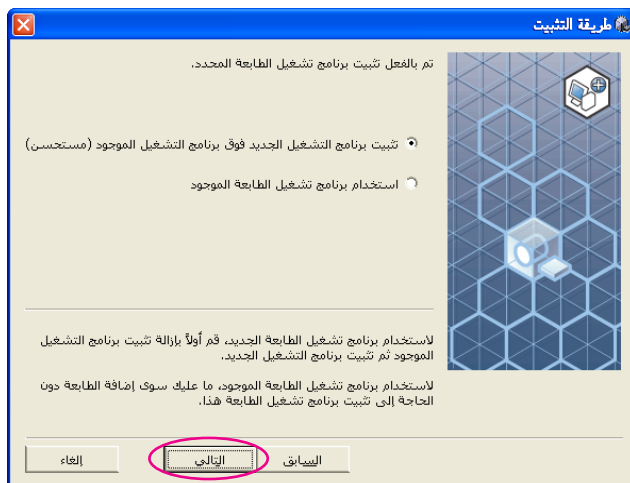 طريقة التثبيت
تم بالفعل تثبيت برنامج تشغيل الطابعة المحدد.
تثبيت برنامج التشغيل الجديد فوق برنامج التشغيل الموجود (مستحسن)
استخدام برنامج تشغيل الطابعة الموجود
لاستخدام برنامج تشغيل الطابعة الجديد، قم أولاً بإزالة تثبيت برنامج التشغيل
الموجود ثم تثبيت برنامج التشغيل الجديد.
لاستخدام برنامج تشغيل الطابعة الموجود، ما عليك سوى إضافة الطابعة دون
الحاجة إلى تثبيت برنامج تشغيل الطابعة هذا.
السابق
التالي
إلغاء